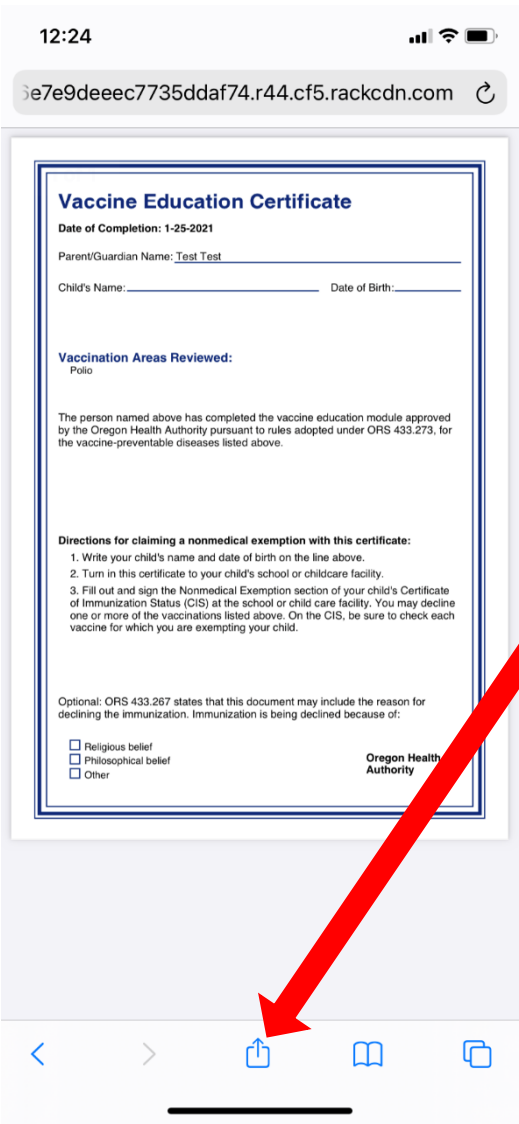 12:24
e7e9deeec7735ddaf74.r44.cf5.rackcdn.com
Vaccine Education Certificate
Date of Completion: 1-25-2021
Parent/Guardian Name: Test Test
Child's Name: Date of Birth:
Vaccination Areas Reviewed:
Polio
The person named above has completed the vaccine education module approved
by the Oregon Health Authority pursuant to rules adopted under ORS 433.273, for
the vaccine-preventable diseases listed above.
Directions for claiming a nonmedical exemption with this certificate:
1. Write your child's name and date of birth on the line above.
2. Turn in this certificate to your child's school or childcare facility.
3. Fill out and sign the Nonmedical Exemption section of your child's Certificate
of Immunization Status (CIS) at the school or child care facility. You may decline
one or more of the vaccinations listed above. On the CIS, be sure to check each
vaccine for which you are exempting your child.
Optional: ORS 433.267 states that this document may include the reason for
declining the immunization. Immunization is being declined because of:
Religious belief
Philosophical belief
Other
Oregon Health
Authority